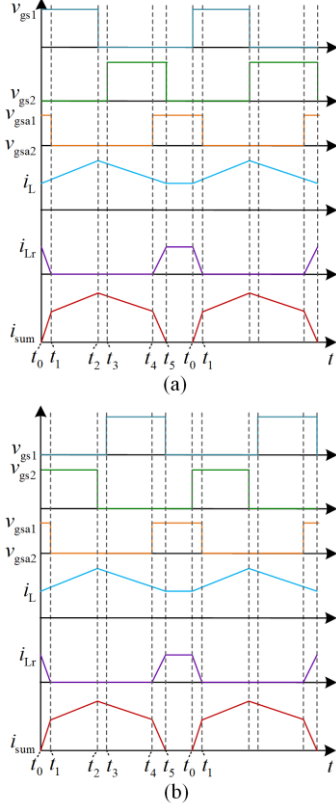 v_gs1
v_gs2
v_gsa1
v_gsa2
i_L
i_Lr
i_sum
t_0 t_1 t_2 t_3 t_4 t_5 t_0 t_1 t
(a)
v_gs1
v_gs2
v_gsa1
v_gsa2
i_L
i_Lr
i_sum
t_0 t_1 t_2 t_3 t_4 t_5 t_0 t_1 t
(b)